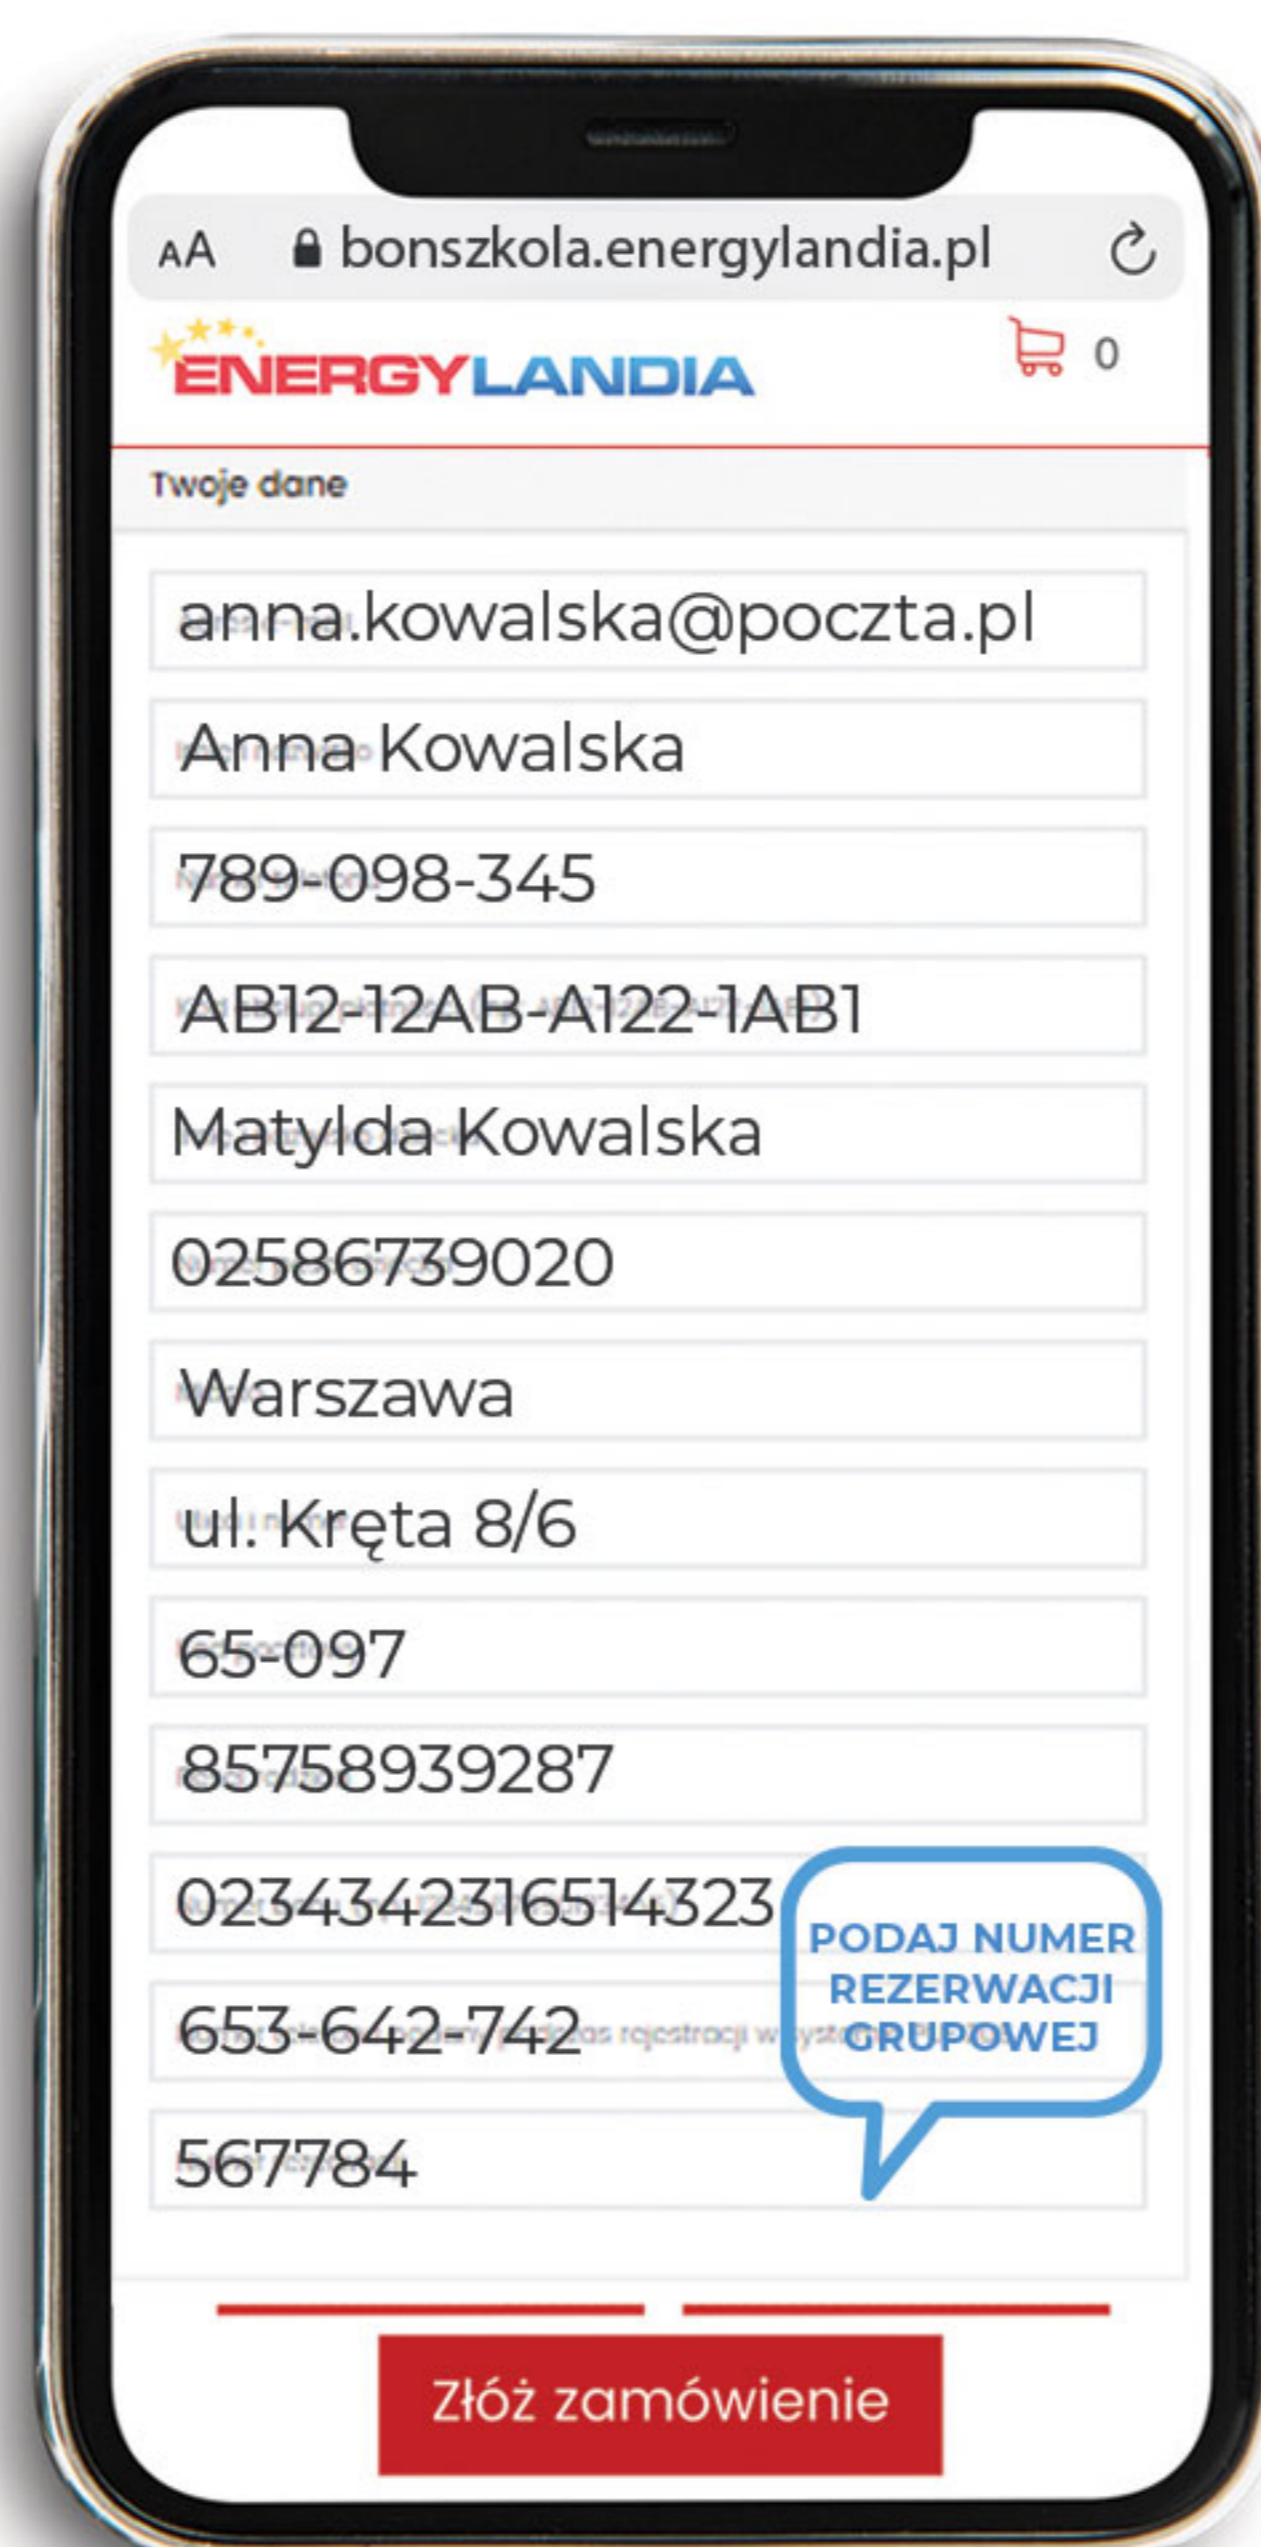 AA bonszkola.energylandia.pl
ENERGYLANDIA 0
Twoje dane
anna.kowalska@poczta.pl
Anna Kowalska
789-098-345
AB12-12AB-A122-1AB1
Matylda Kowalska
02586739020
Warszawa
ul. Kręta 8/6
65-097
85758939287
0234342316514323
653-642-742
PODAJ NUMER
REZERWACJI
GRUPOWEJ
567784
Złóż zamówienie